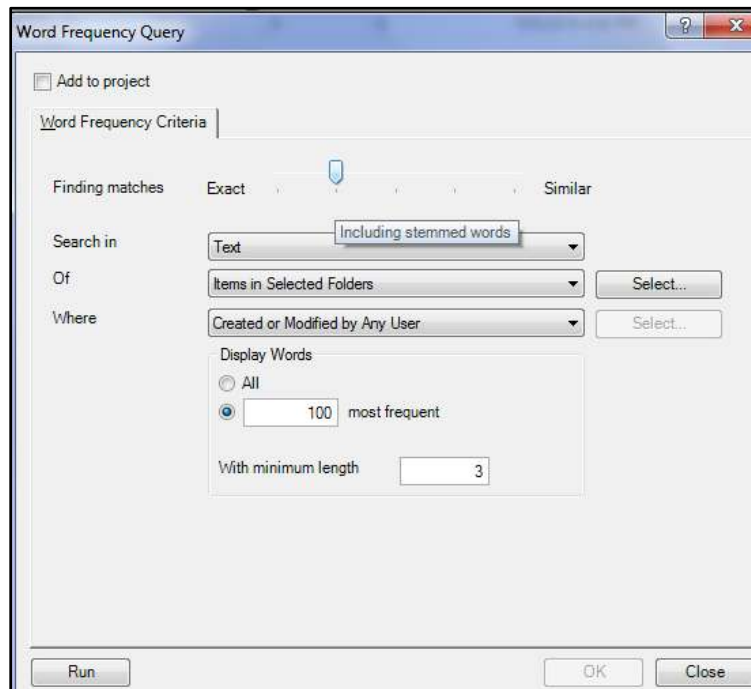 Word Frequency Query
? X
Add to project
Word Frequency Criteria
Finding matches Exact Similar
Including stemmed words
Search in Text
Of Items in Selected Folders Select...
Where Created or Modified by Any User Select...
Display Words
All
100 most frequent
With minimum length 3
Run OK Close